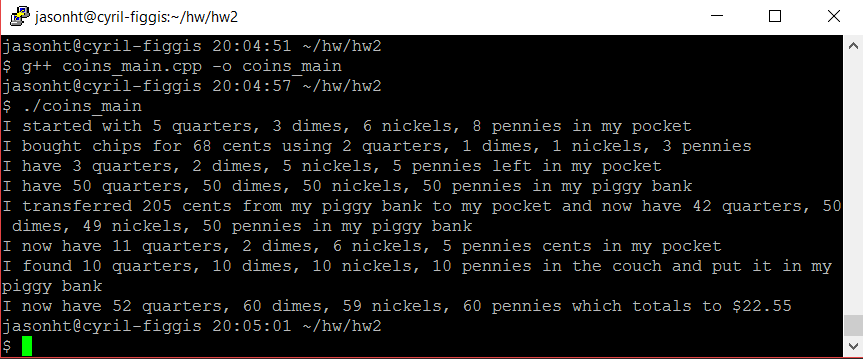 jasonht@cyril-figgis:~/hw/hw2
jasonht@cyril-figgis 20:04:51 ~/hw/hw2
$ g++ coins_main.cpp -o coins_main
jasonht@cyril-figgis 20:04:57 ~/hw/hw2
$ ./coins_main
I started with 5 quarters, 3 dimes, 6 nickels, 8 pennies in my pocket
I bought chips for 68 cents using 2 quarters, 1 dimes, 1 nickels, 3 pennies
I have 3 quarters, 2 dimes, 5 nickels, 5 pennies left in my pocket
I have 50 quarters, 50 dimes, 50 nickels, 50 pennies in my piggy bank
I transferred 205 cents from my piggy bank to my pocket and now have 42 quarters, 50
 dimes, 49 nickels, 50 pennies in my piggy bank
I now have 11 quarters, 2 dimes, 6 nickels, 5 pennies cents in my pocket
I found 10 quarters, 10 dimes, 10 nickels, 10 pennies in the couch and put it in my
piggy bank
I now have 52 quarters, 60 dimes, 59 nickels, 60 pennies which totals to $22.55
jasonht@cyril-figgis 20:05:01 ~/hw/hw2
$